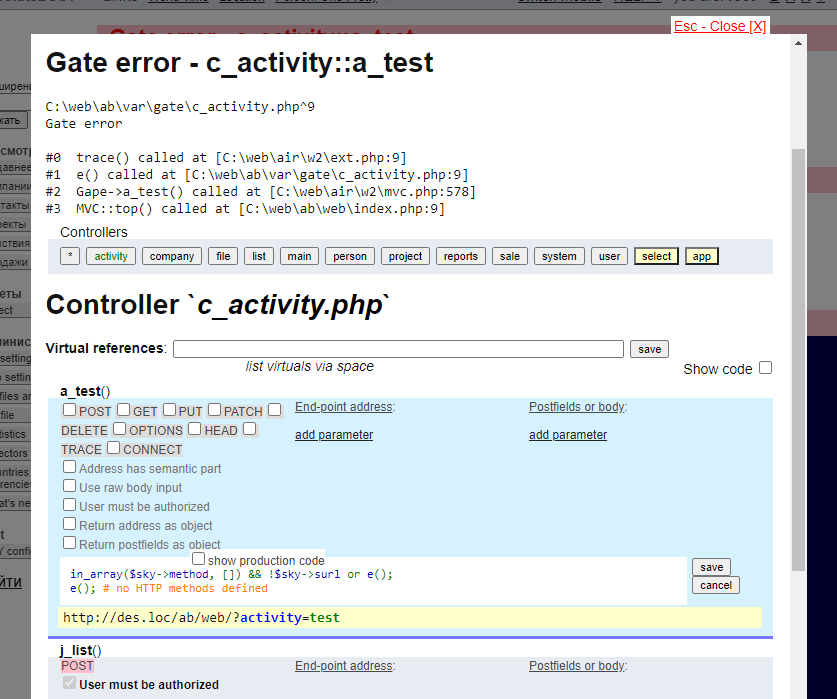 Esc - Close [X]
Gate error - c_activity::a_test
C:\web\ab\var\gate\c_activity.php^9
Gate error
#0  trace() called at [C:\web\air\w2\ext.php:9]
#1  e() called at [C:\web\ab\var\gate\c_activity.php:9]
#2  Gape->a_test() called at [C:\web\air\w2\mvc.php:578]
#3  MVC::top() called at [C:\web\ab\web\index.php:9]
Controllers
* activity company file list main person project reports sale system user select app
Controller `c_activity.php`
Virtual references: save
list virtuals via space
Show code
a_test()
POST GET PUT PATCH
DELETE OPTIONS HEAD
TRACE CONNECT
End-point address:
add parameter
Postfields or body:
add parameter
Address has semantic part
Use raw body input
User must be authorized
Return address as object
Return postfields as object
show production code
in_array($sky->method, []) && !$sky->surl or e();
e(); # no HTTP methods defined
save
cancel
http://des.loc/ab/web/?activity=test
j_list()
POST
End-point address:
Postfields or body:
User must be authorized